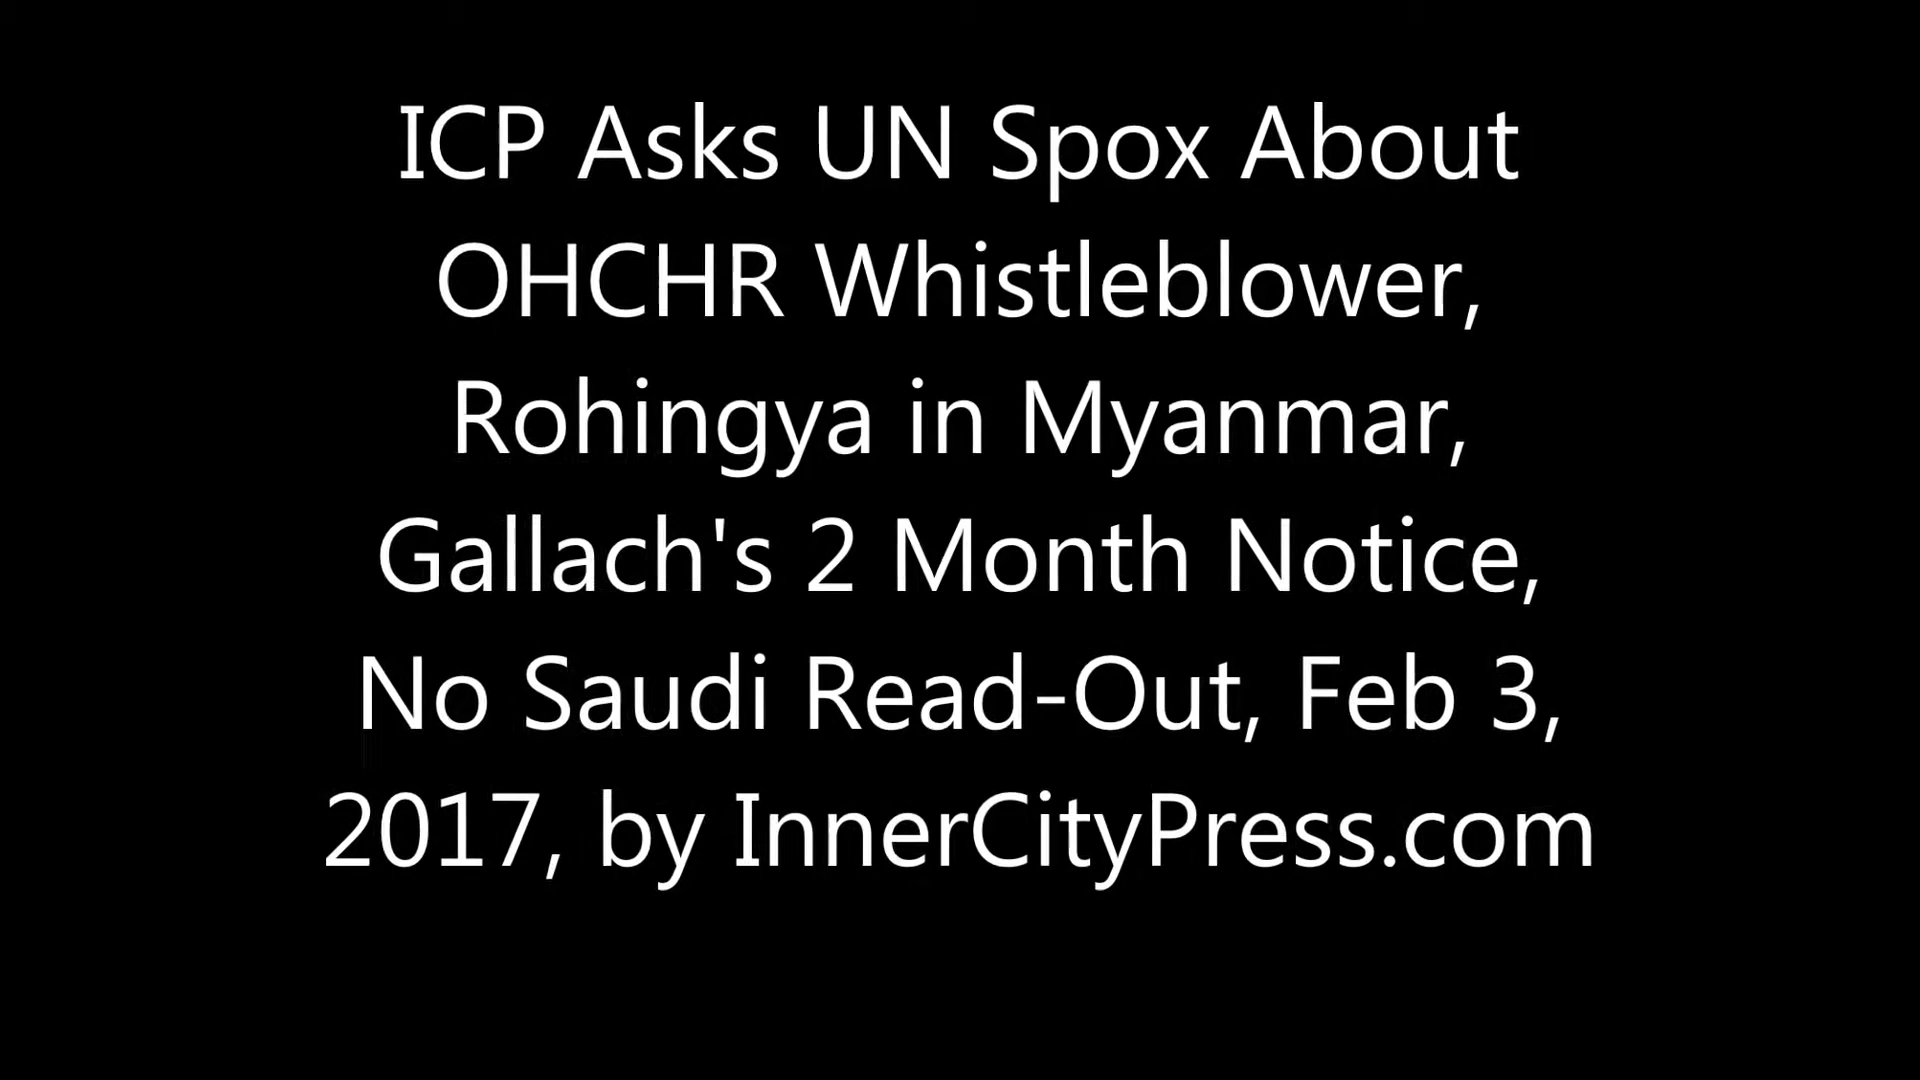 ICP Asks UN Spox About
OHCHR Whistleblower,
Rohingya in Myanmar,
Gallach's 2 Month Notice,
No Saudi Read-Out, Feb 3,
2017, by InnerCityPress.com